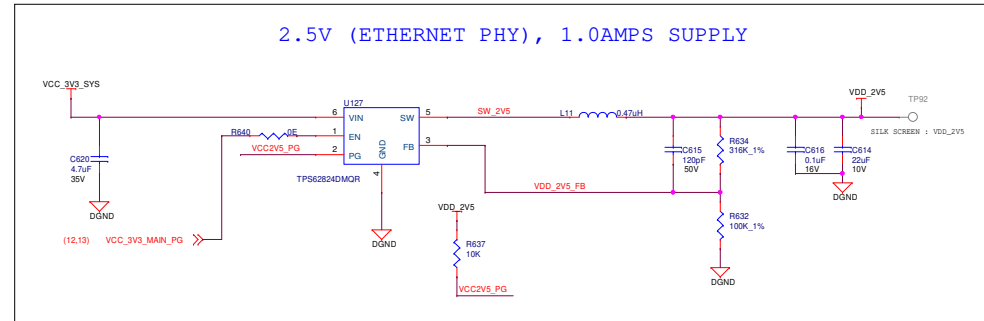 2.5V (ETHERNET PHY), 1.0AMPS SUPPLY
VCC_3V3_SYS
VDD_2V5
TP92
U127
6 VIN SW 5 SW_2V5 L11 0.47uH
R640 0E 1 EN
SILK SCREEN : VDD_2V5
VCC2V5_PG 2 PG GND FB 3
R634
316K_1%
C615
120pF
50V
C616
0.1uF
16V
C614
22uF
10V
C620
4.7uF
35V
4
TPS62824DMQR
VDD_2V5_FB
DGND
DGND
VDD_2V5
R632
100K_1%
DGND
(12,13) VCC_3V3_MAIN_PG
R637
10K
DGND
VCC2V5_PG